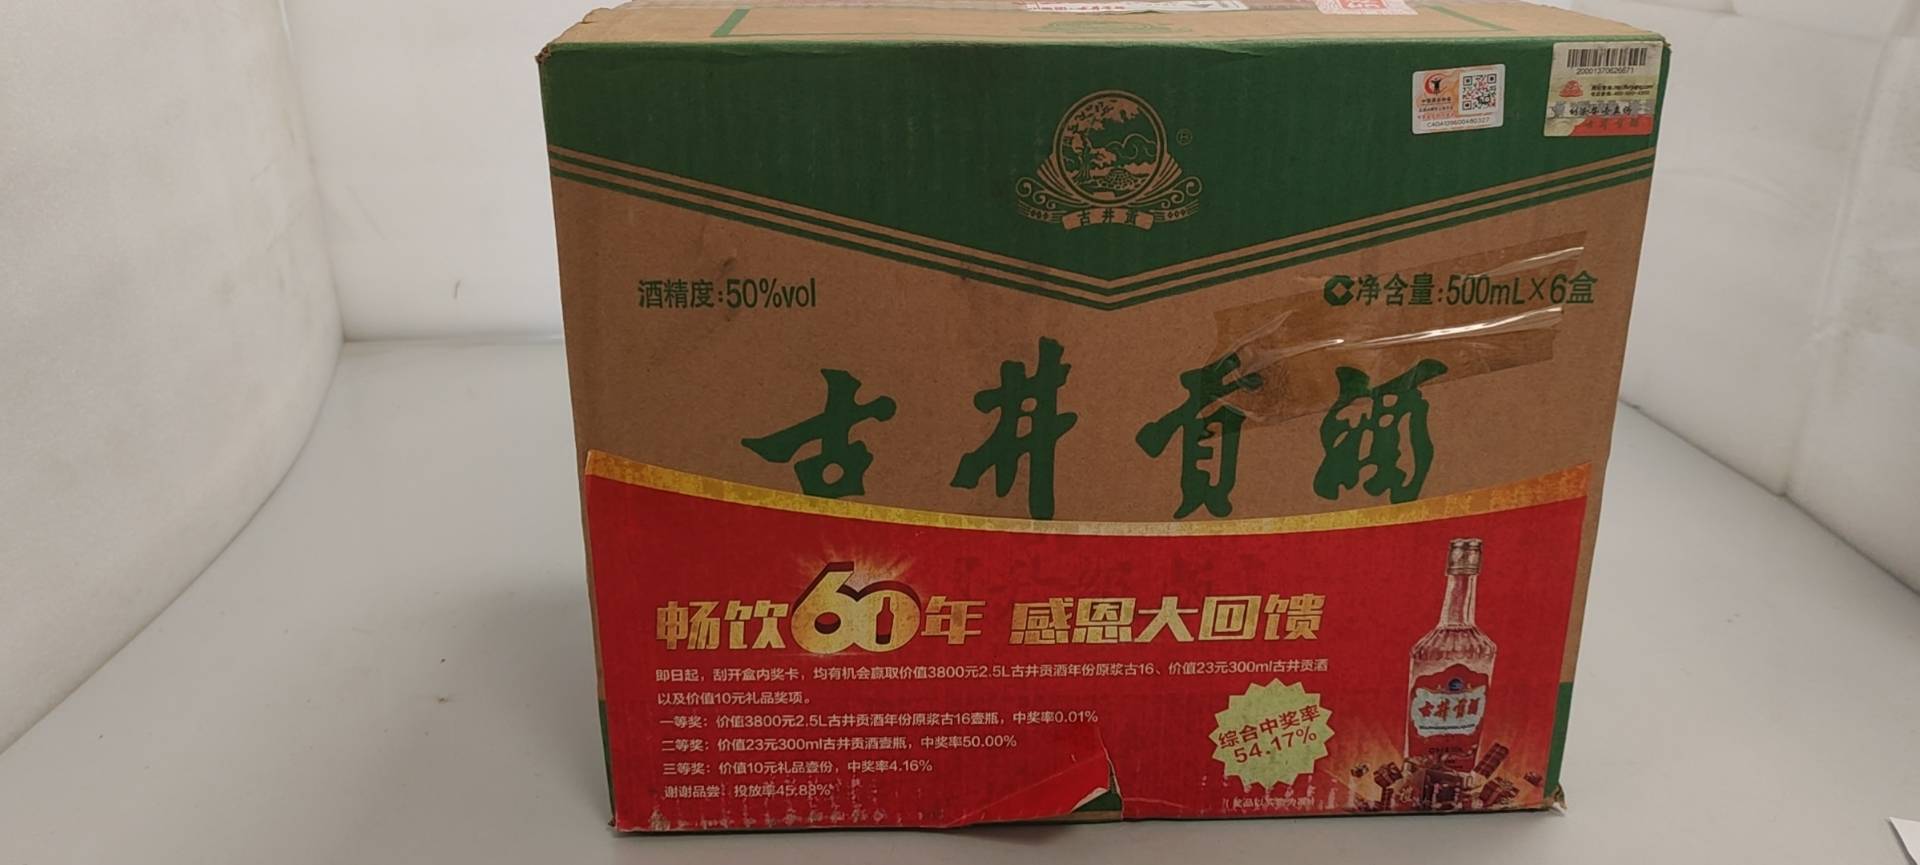 20001370626671
CADA139600480327
古井贡
酒精度:50%vol
净含量:500mL×6盒
古井贡酒
畅饮60年 感恩大回馈
即日起，刮开盒内奖卡，均有机会赢取价值3800元2.5L古井贡酒年份原浆古16、价值23元300ml古井贡酒
以及价值10元礼品奖项。
一等奖：价值3800元2.5L古井贡酒年份原浆古16壹瓶，中奖率0.01%
二等奖：价值23元300ml古井贡酒壹瓶，中奖率50.00%
三等奖：价值10元礼品壹份，中奖率4.16%
谢谢品尝：投放率45.83%
综合中奖率
54.17%
古井贡酒